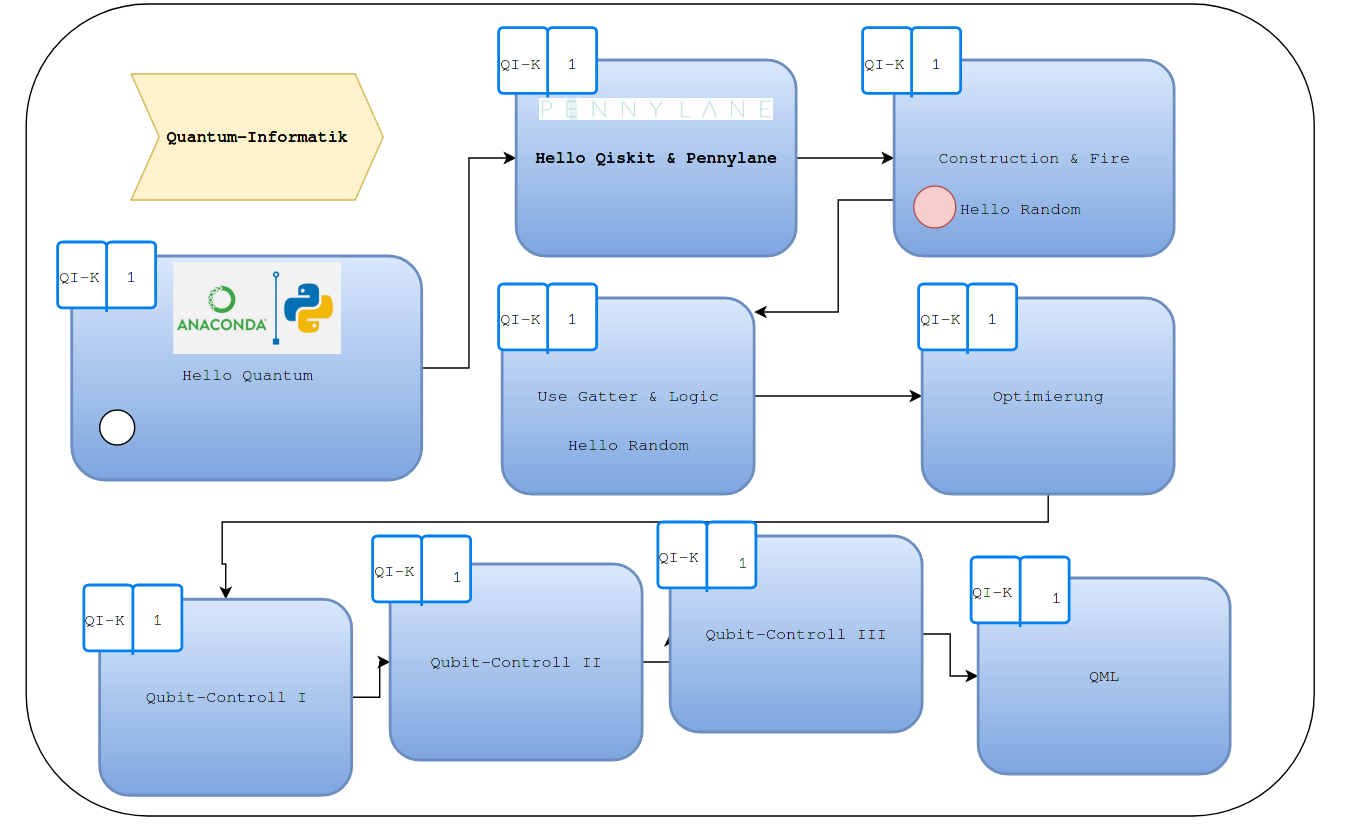 Quantum-Informatik
QI-K 1
ANACONDA
Hello Quantum
QI-K 1
PENNYLANE
Hello Qiskit & Pennylane
QI-K 1
Construction & Fire
Hello Random
QI-K 1
Use Gatter & Logic
Hello Random
QI-K 1
Optimierung
QI-K 1
Qubit-Controll I
QI-K 1
Qubit-Controll II
QI-K 1
Qubit-Controll III
QI-K 1
QML